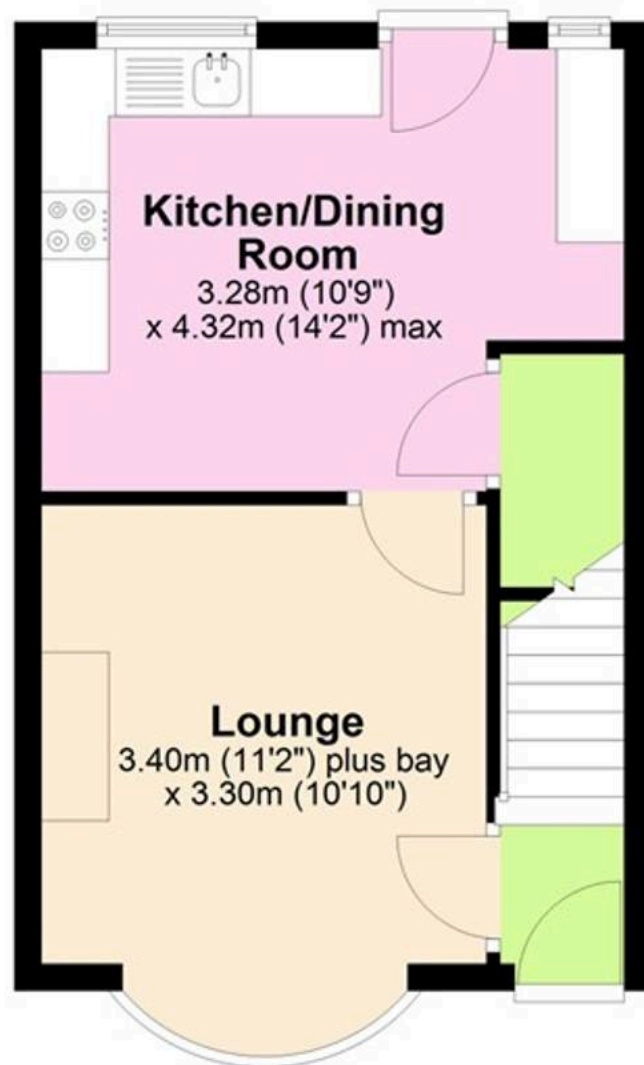 Kitchen/Dining
Room
3.28m (10'9")
x 4.32m (14'2") max
Lounge
3.40m (11'2") plus bay
x 3.30m (10'10")